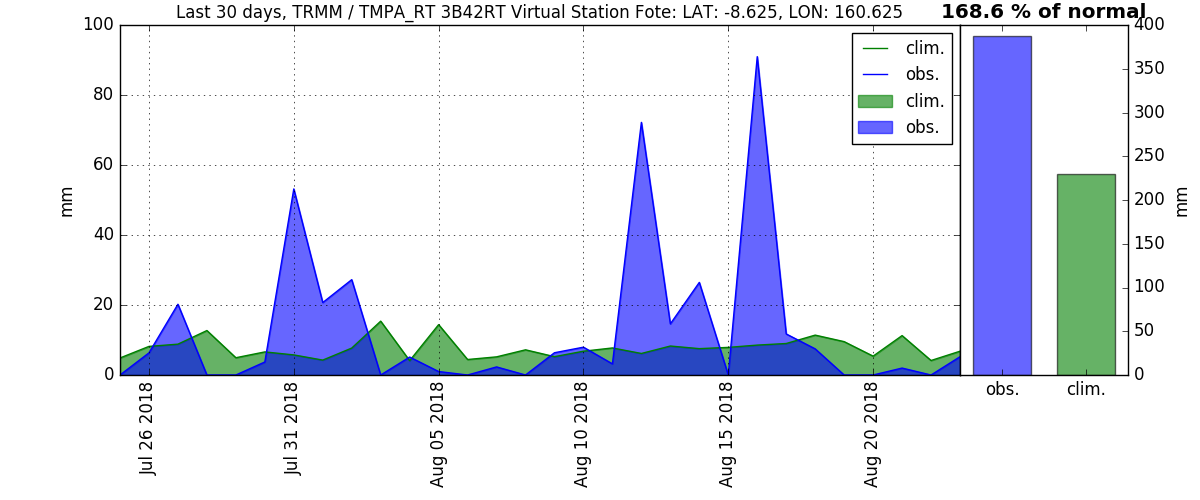 Last 30 days, TRMM / TMPA_RT 3B42RT Virtual Station Fote: LAT: -8.625, LON: 160.625
168.6 % of normal
100
80
60
40
20
0
mm
clim.
obs.
clim.
obs.
400
350
300
250
200
150
100
50
0
mm
Jul 26 2018
Jul 31 2018
Aug 05 2018
Aug 10 2018
Aug 15 2018
Aug 20 2018
obs.
clim.